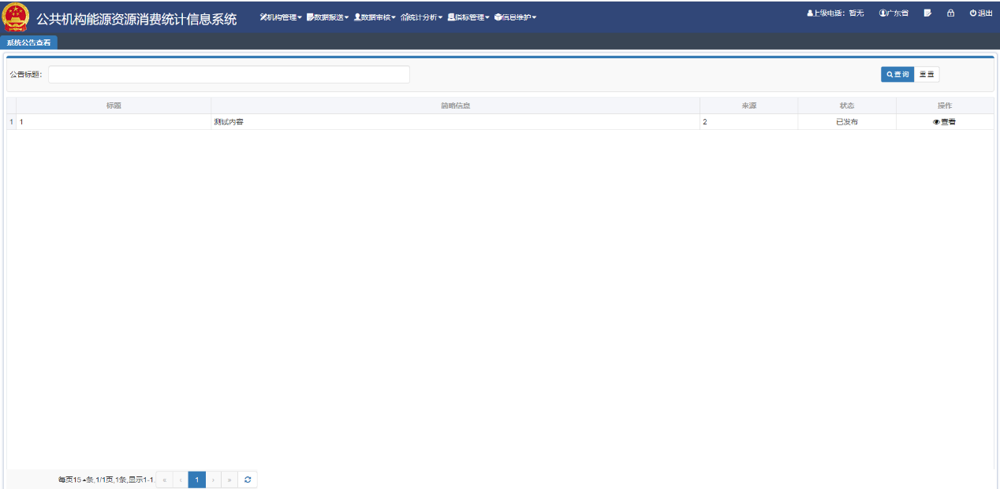 公共机构能源资源消费统计信息系统 机构管理 数据报送 数据审核 统计分析 指标管理 信息维护 上级电话：暂无 广东省 退出
系统公告查看
公告标题： 查询 重置
标题 简略信息 来源 状态 操作
1 1 测试内容 2 已发布 查看
每页15条,1/1页,1条,显示1-1 « ‹ 1 › »